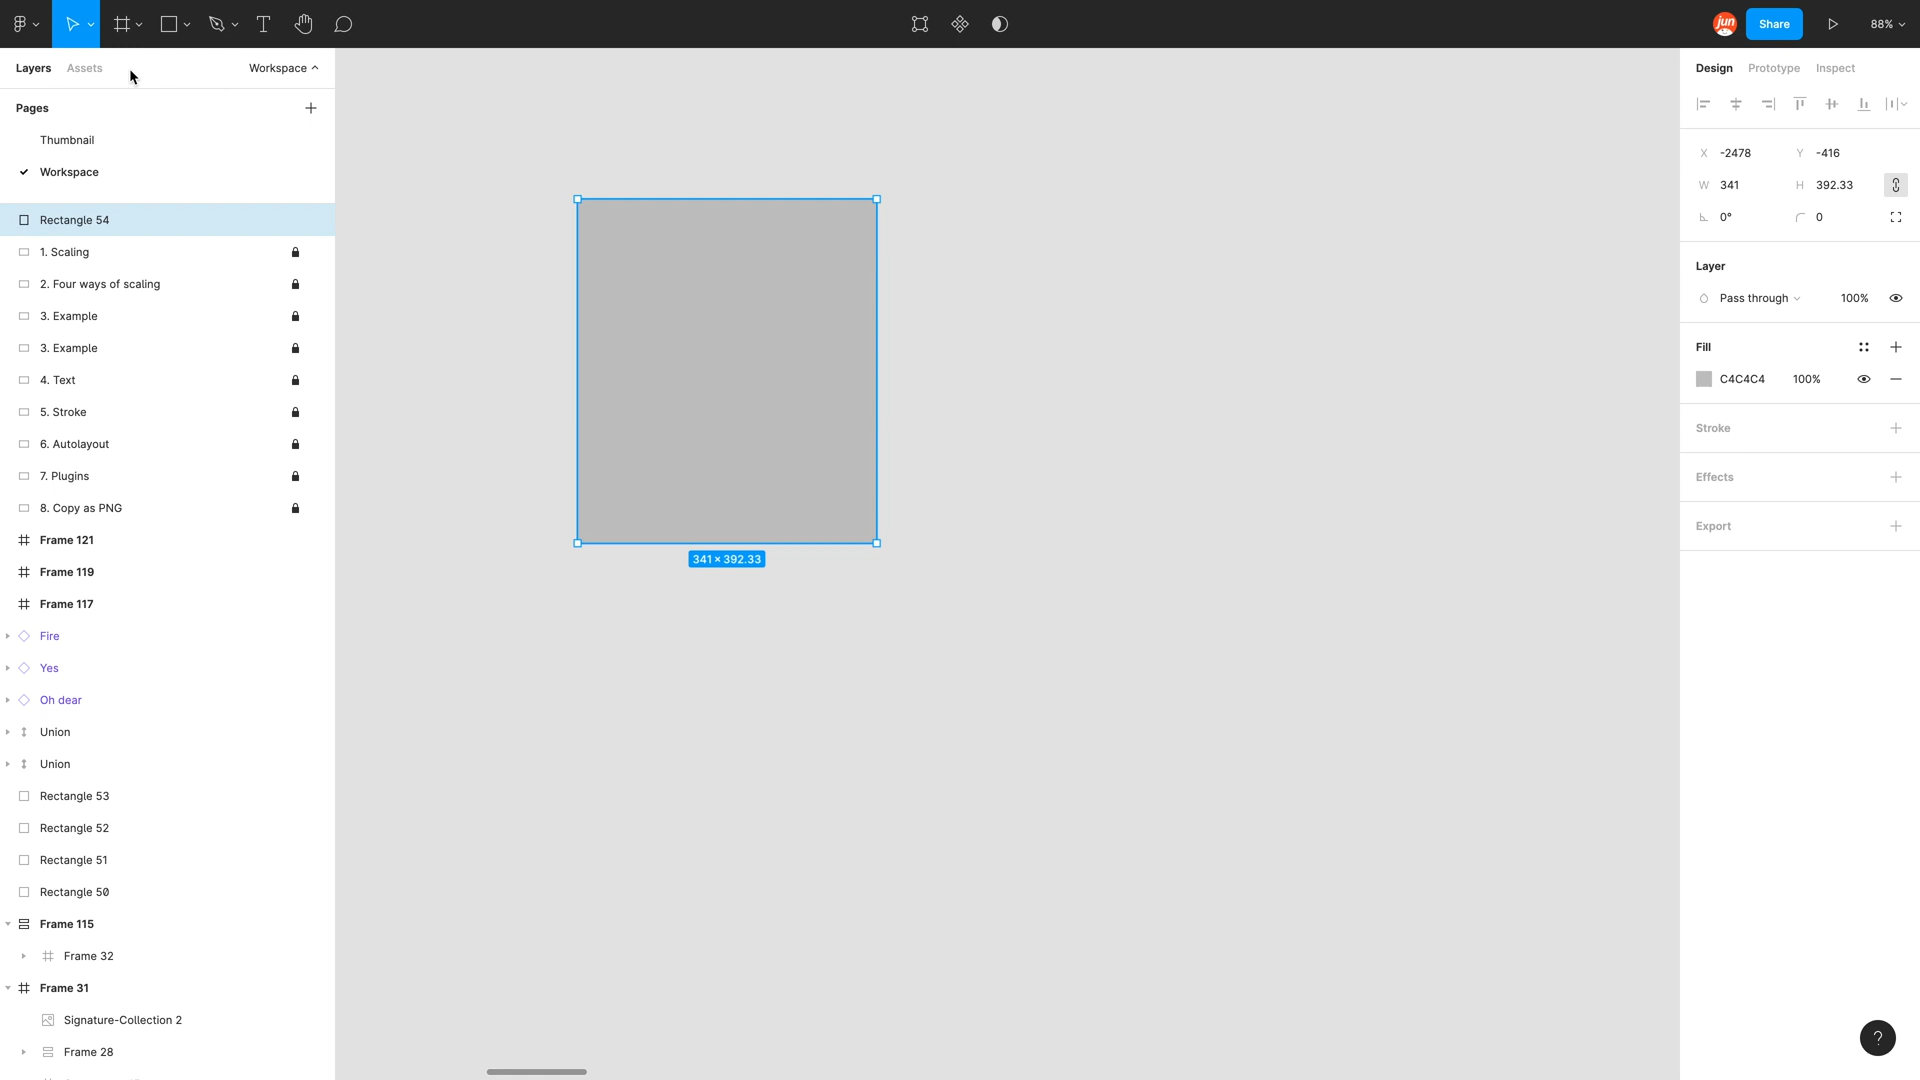 jun
Share
88%
Layers
Assets
Workspace
Pages
Thumbnail
Workspace
Rectangle 54
1. Scaling
2. Four ways of scaling
3. Example
3. Example
4. Text
5. Stroke
6. Autolayout
7. Plugins
8. Copy as PNG
Frame 121
Frame 119
Frame 117
Fire
Yes
Oh dear
Union
Union
Rectangle 53
Rectangle 52
Rectangle 51
Rectangle 50
Frame 115
Frame 32
Frame 31
Signature-Collection 2
Frame 28
341 × 392.33
Design Prototype Inspect
X -2478 Y -416
W 341 H 392.33
0° 0
Layer
Pass through 100%
Fill
C4C4C4 100%
Stroke
Effects
Export
?